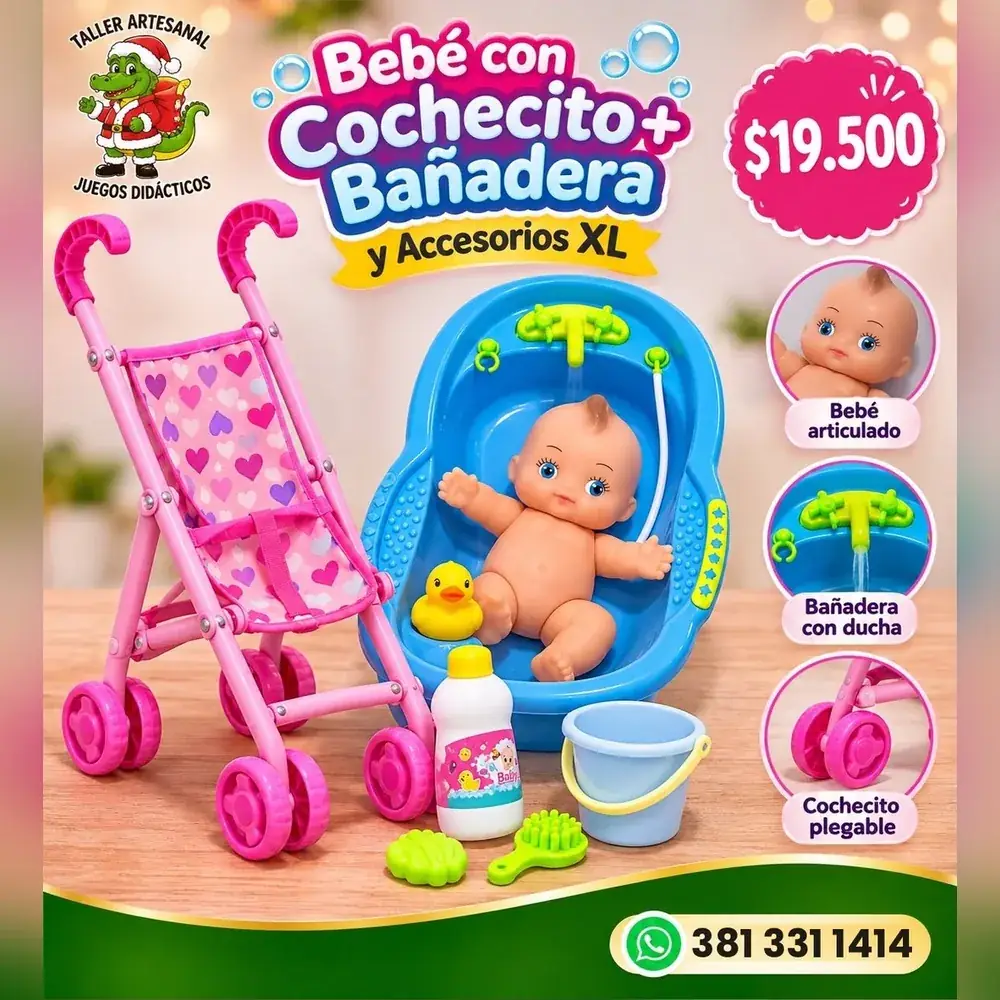 TALLER ARTESANAL
JUEGOS DIDÁCTICOS
Bebé con
Cochecito +
Bañadera
y Accesorios XL
$19.500
Bebé
articulado
Bañadera
con ducha
Cochecito
plegable
Baby
381 331 1414